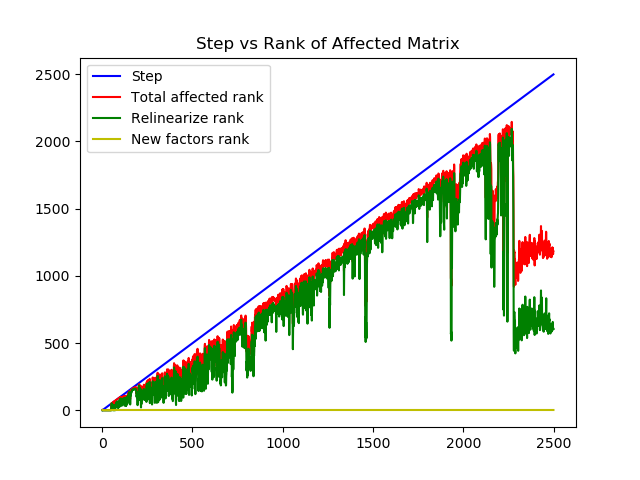 Step vs Rank of Affected Matrix
Step
Total affected rank
Relinearize rank
New factors rank
2500
2000
1500
1000
500
0
0 500 1000 1500 2000 2500